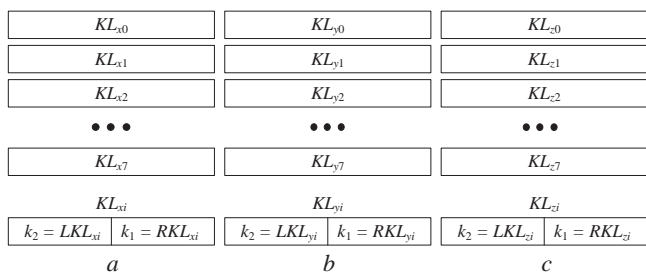 KLx0 KLy0 KLz0
KLx1 KLy1 KLz1
KLx2 KLy2 KLz2
••• ••• •••
KLx7 KLy7 KLz7
KLxi KLyi KLzi
k2 = LKLxi k1 = RKLxi k2 = LKLyi k1 = RKLyi k2 = LKLzi k1 = RKLzi
a b c